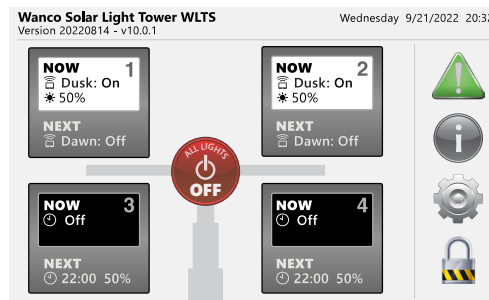 Wanco Solar Light Tower WLTS
Version 20220814 - v10.0.1
Wednesday 9/21/2022 20:32
NOW 1
Dusk: On
50%
NEXT
Dawn: Off
NOW 2
Dusk: On
50%
NEXT
Dawn: Off
ALL LIGHTS
OFF
NOW 3
Off
NEXT
22:00 50%
NOW 4
Off
NEXT
22:00 50%